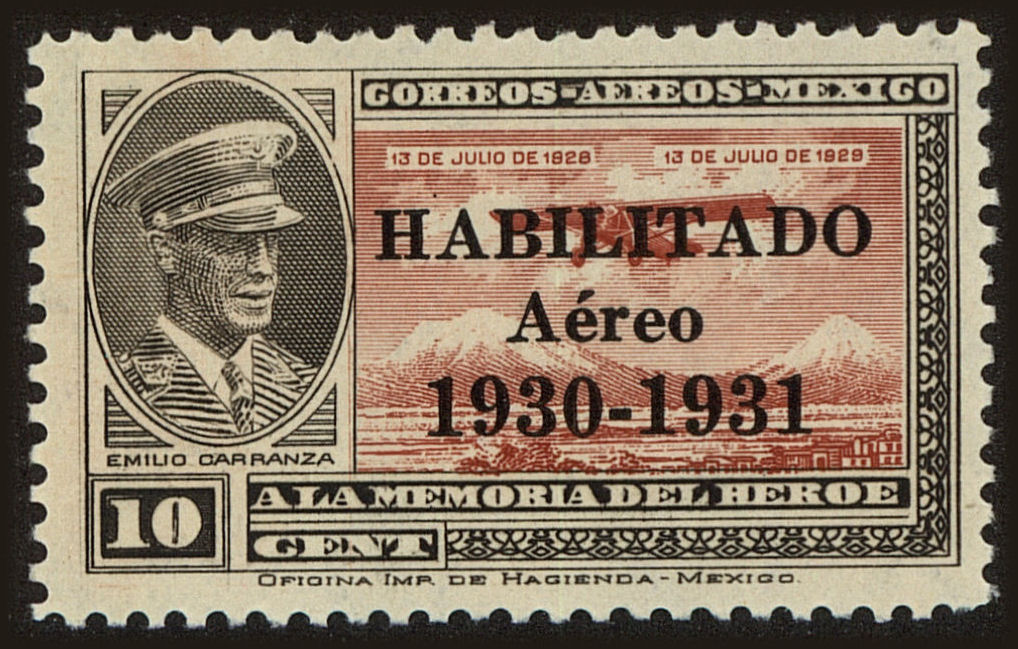 CORREOS-AEREOS-MEXICO
13 DE JULIO DE 1928 13 DE JULIO DE 1929
HABILITADO
Aéreo
1930-1931
EMILIO CARRANZA
10
A LA MEMORIA DEL HEROE
CENT
OFICINA IMP. DE HACIENDA-MEXICO.